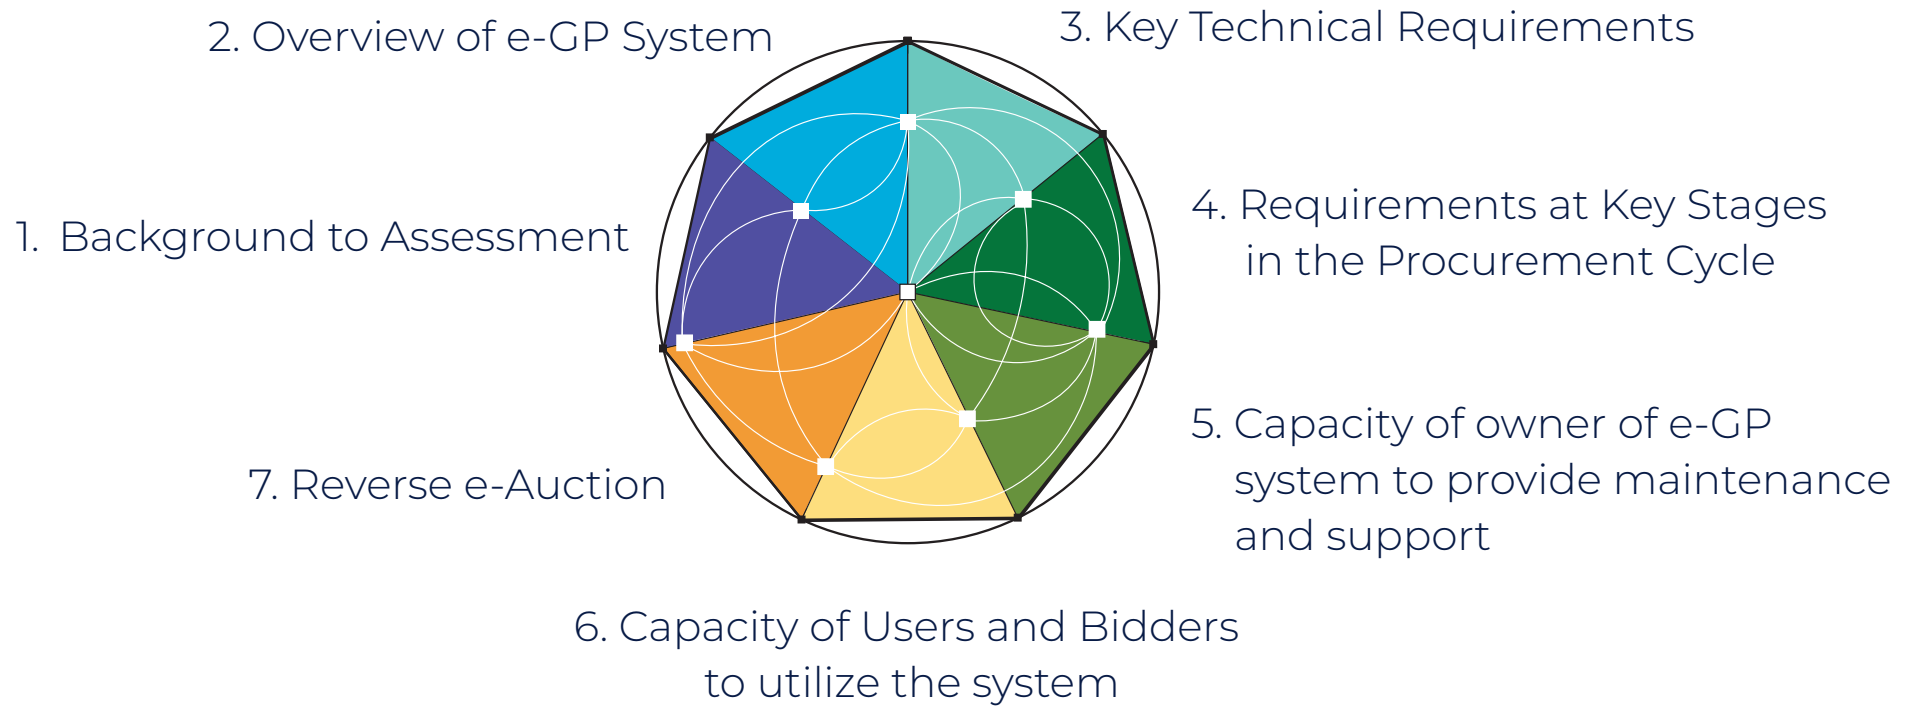 1. Background to Assessment
2. Overview of e-GP System
3. Key Technical Requirements
4. Requirements at Key Stages
in the Procurement Cycle
5. Capacity of owner of e-GP
system to provide maintenance
and support
6. Capacity of Users and Bidders
to utilize the system
7. Reverse e-Auction